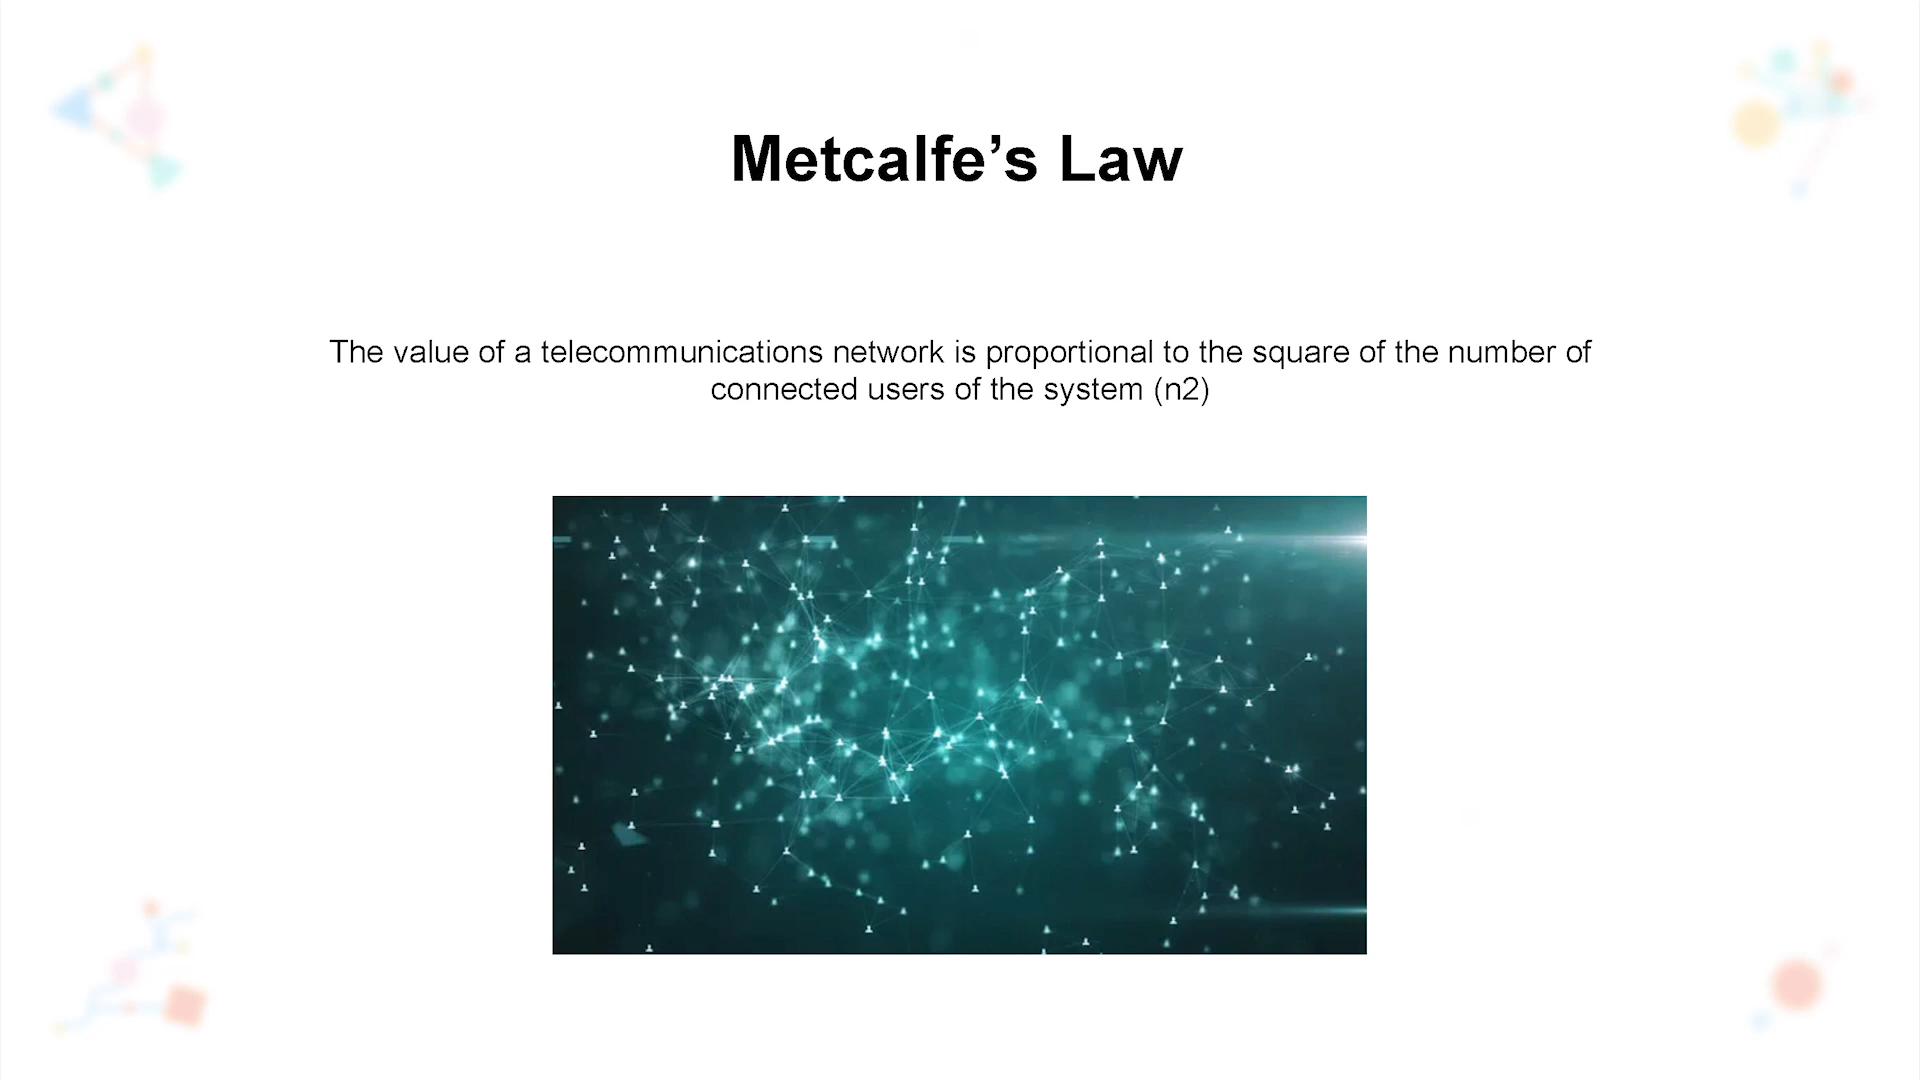 Metcalfe’s Law
The value of a telecommunications network is proportional to the square of the number of
connected users of the system (n2)